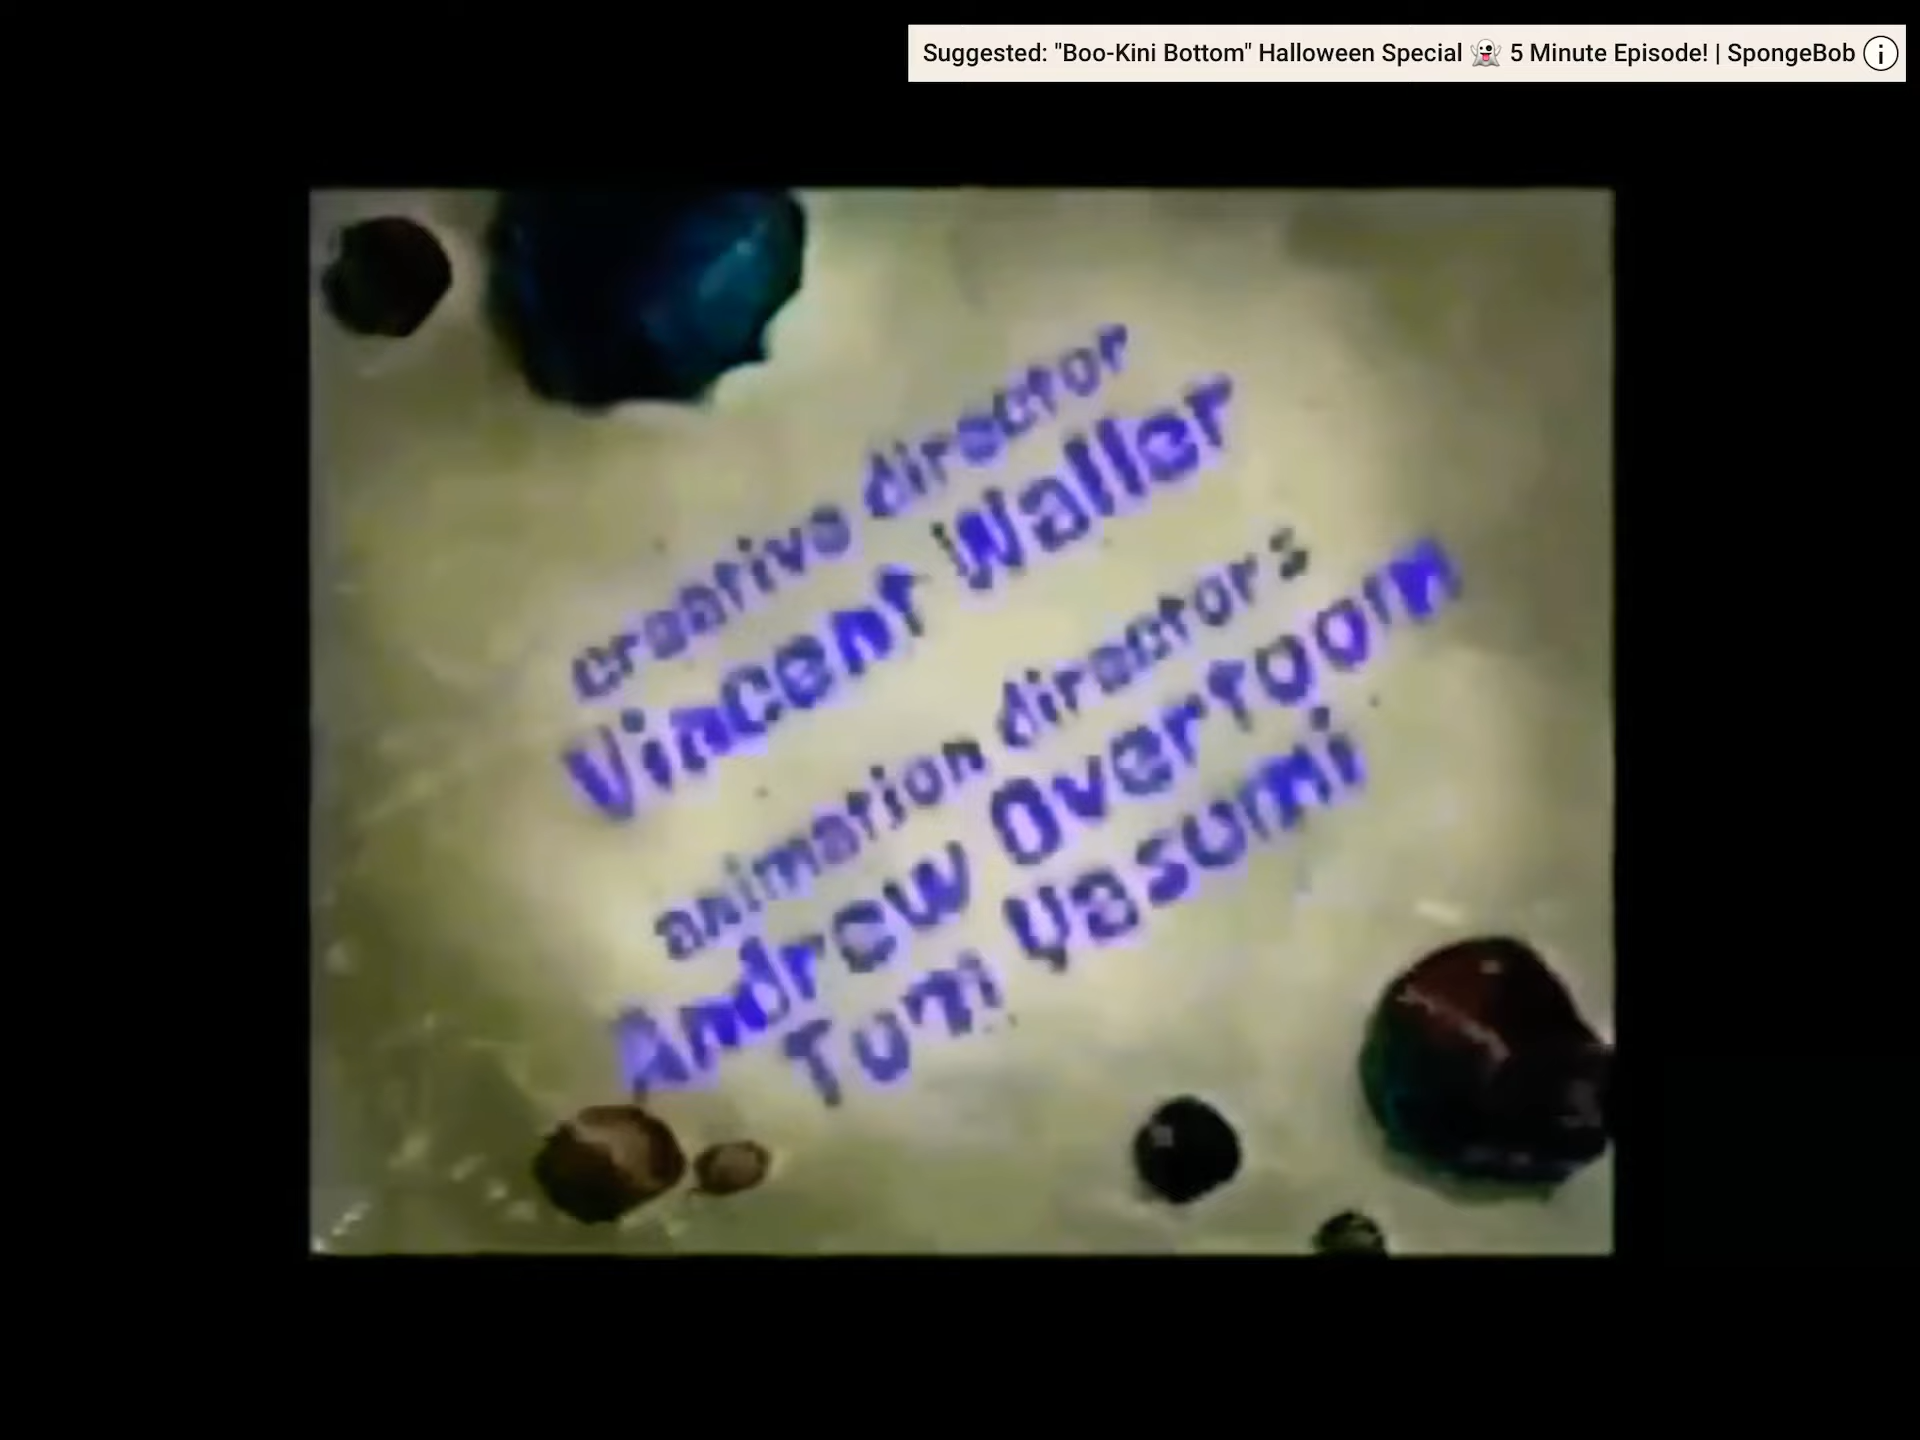 Suggested: "Boo-Kini Bottom" Halloween Special 👻 5 Minute Episode! | SpongeBob
creative director
Vincent Waller
animation directors
Andrew Overtoom
Tom Yasumi